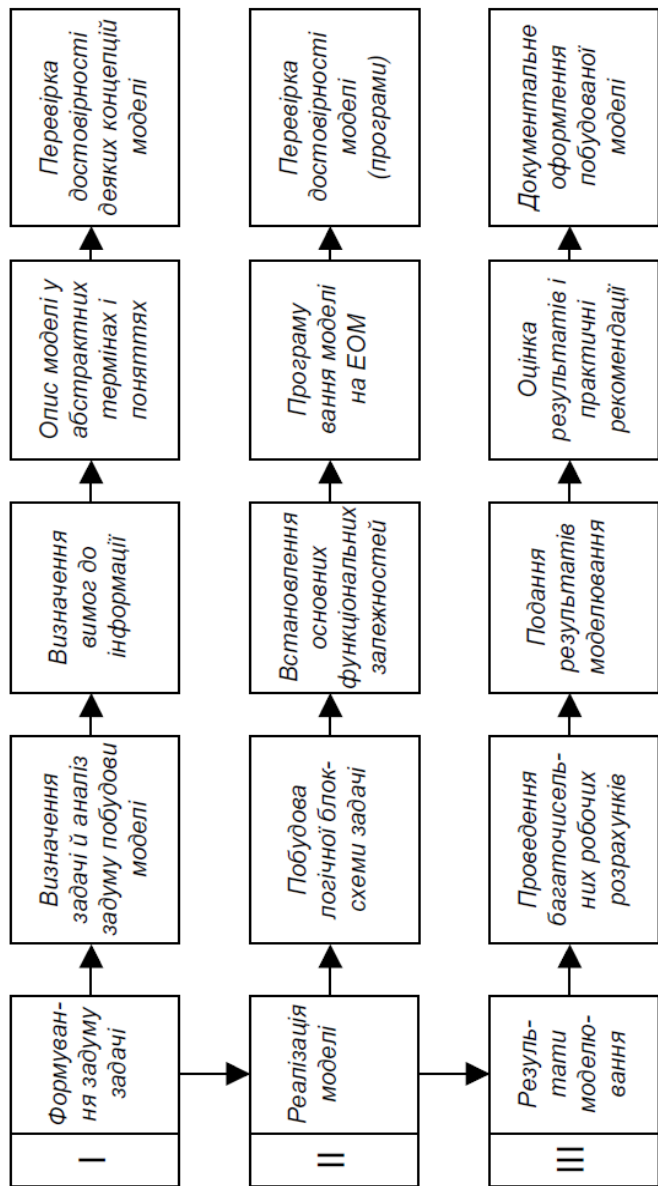 I
Формуван-
ня задуму
задачі
Визначення
задачі й аналіз
задуму побудови
моделі
Визначення
вимог до
інформації
Опис моделі у
абстрактних
термінах і
поняттях
Перевірка
достовірності
деяких концепцій
моделі
II
Реалізація
моделі
Побудова
логічної блок-
схеми задачі
Встановлення
основних
функціональних
залежностей
Програму
вання моделі
на ЕОМ
Перевірка
достовірності
моделі
(програми)
III
Резуль-
тати
моделю-
вання
Проведення
багаточисель-
них робочих
розрахунків
Подання
результатів
моделювання
Оцінка
результатів і
практичні
рекомендації
Документальне
оформлення
побудованої
моделі